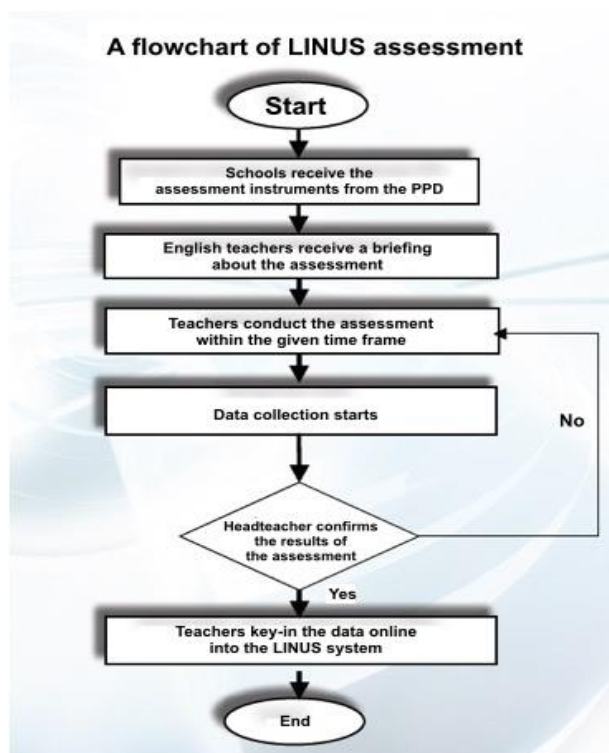 A flowchart of LINUS assessment
Start
Schools receive the
assessment instruments from the PPD
English teachers receive a briefing
about the assessment
Teachers conduct the assessment
within the given time frame
Data collection starts
No
Headteacher confirms
the results of
the assessment
Yes
Teachers key-in the data online
into the LINUS system
End